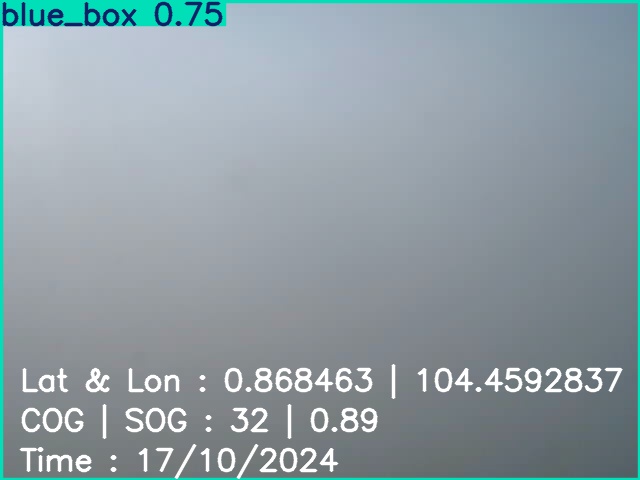 blue_box 0.75
Lat & Lon : 0.868463 | 104.4592837
COG | SOG : 32 | 0.89
Time : 17/10/2024